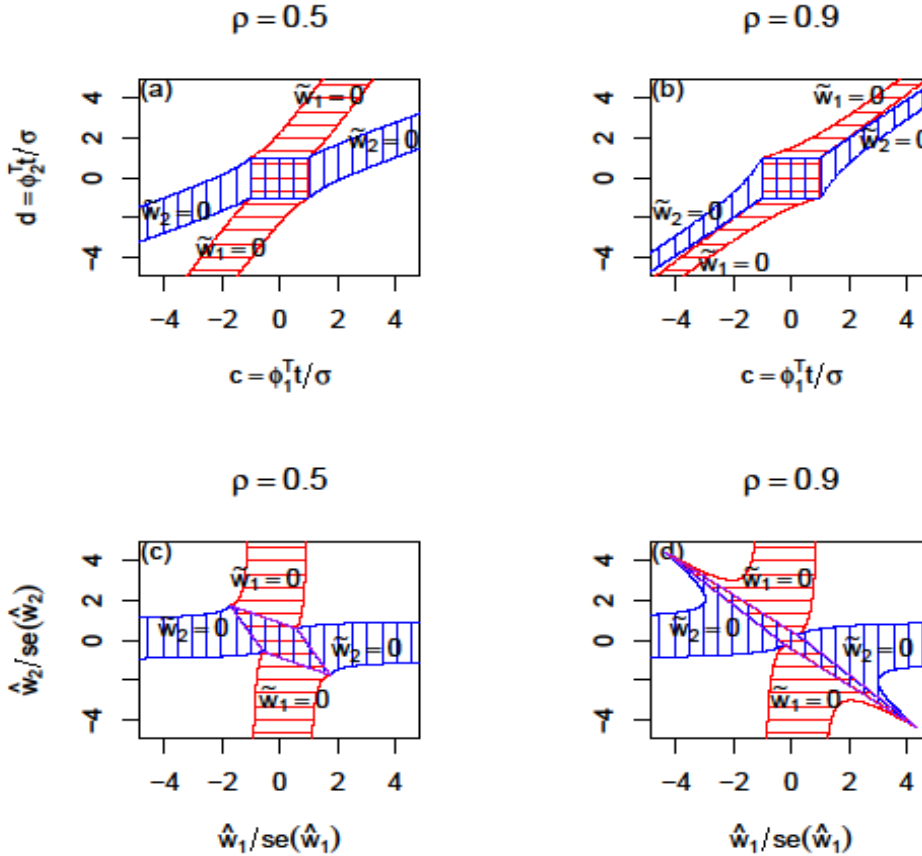 ρ = 0.5
ρ = 0.9
(a)
w̃₁ = 0
w̃₂ = 0
w̃₂ = 0
w̃₁ = 0
4
2
0
−2
−4
d = ϕ₂ᵀt/σ
−4 −2 0 2 4
c = ϕ₁ᵀt/σ
(b)
w̃₁ = 0
w̃₂ = 0
w̃₂ = 0
w̃₁ = 0
4
2
0
−2
−4
−4 −2 0 2 4
c = ϕ₁ᵀt/σ
ρ = 0.5
ρ = 0.9
(c)
w̃₁ = 0
w̃₂ = 0
w̃₂ = 0
w̃₁ = 0
4
2
0
−2
−4
ŵ₂/se(ŵ₂)
−4 −2 0 2 4
ŵ₁/se(ŵ₁)
(d)
w̃₁ = 0
w̃₂ = 0
w̃₂ = 0
w̃₁ = 0
4
2
0
−2
−4
−4 −2 0 2 4
ŵ₁/se(ŵ₁)